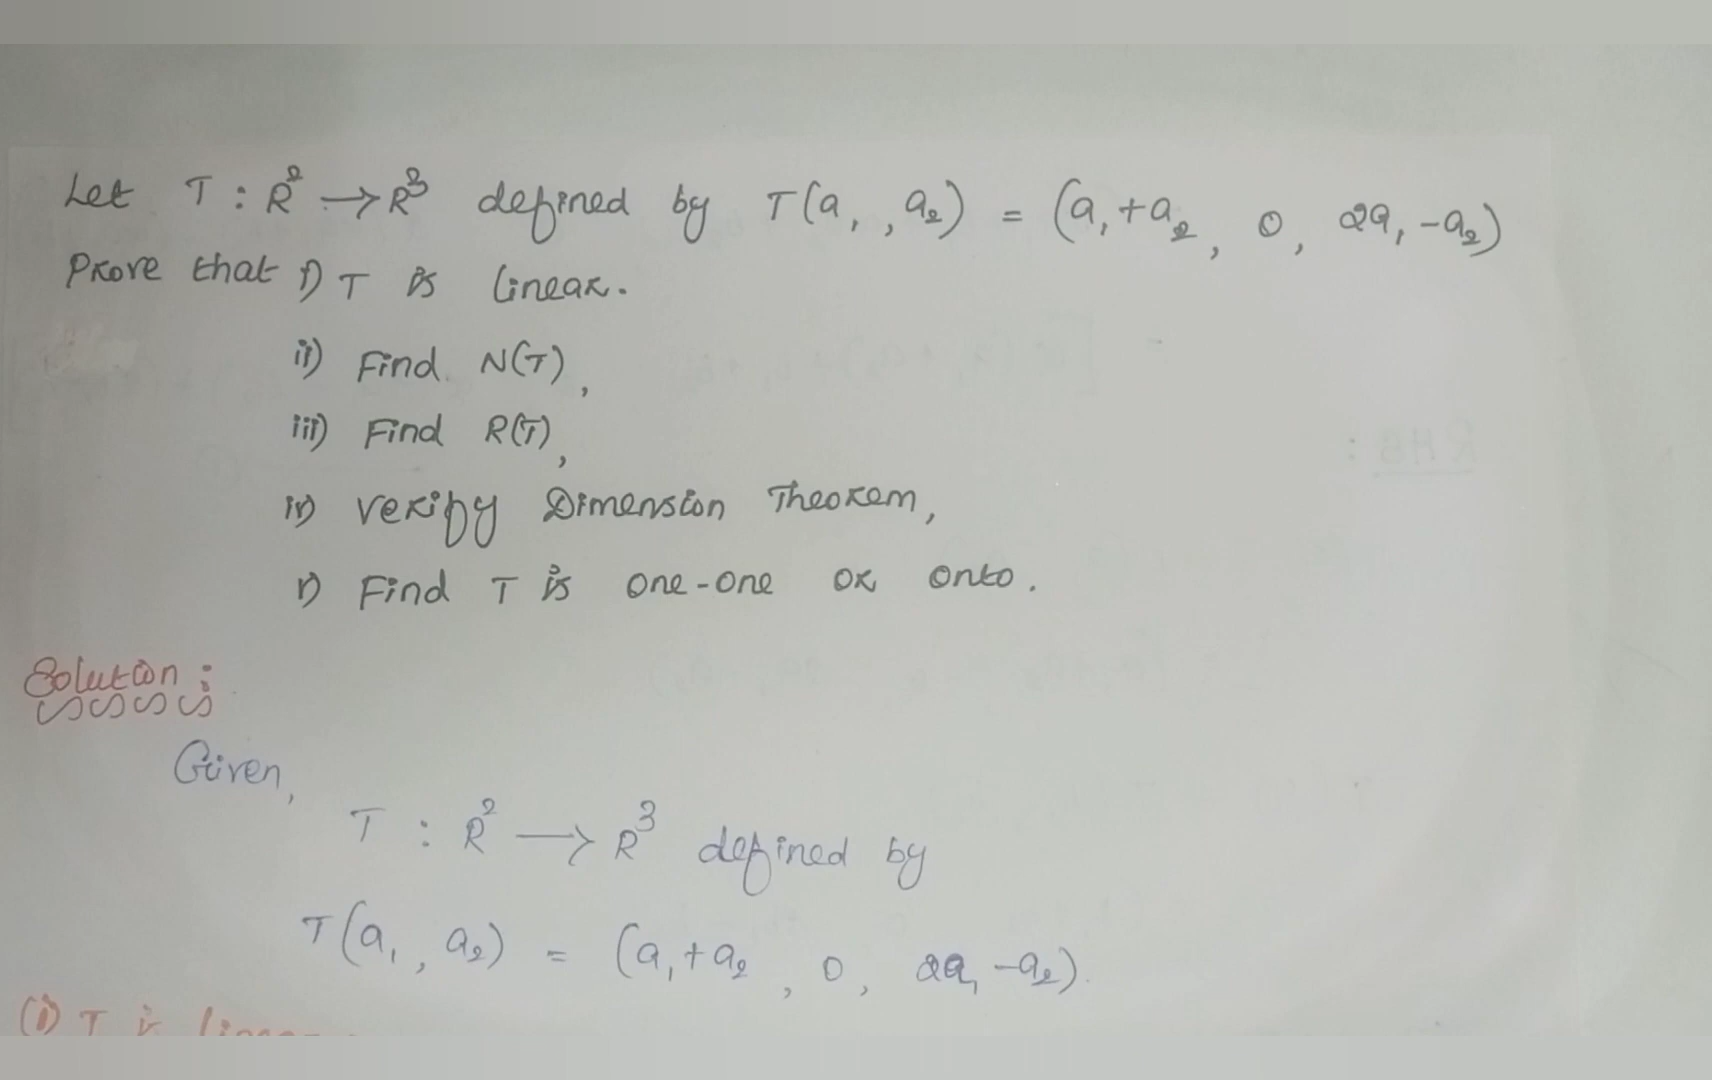 Let T : R² → R³ defined by T(a₁, a₂) = (a₁+a₂, 0, 2a₁-a₂)
Prove that i) T is linear.
ii) Find N(T),
iii) Find R(T),
iv) verify Dimension Theorem,
v) Find T is one-one or onto.
Solution:
Given,
T : R² → R³ defined by
T(a₁, a₂) = (a₁+a₂, 0, 2a₁-a₂).
(i) T is linear